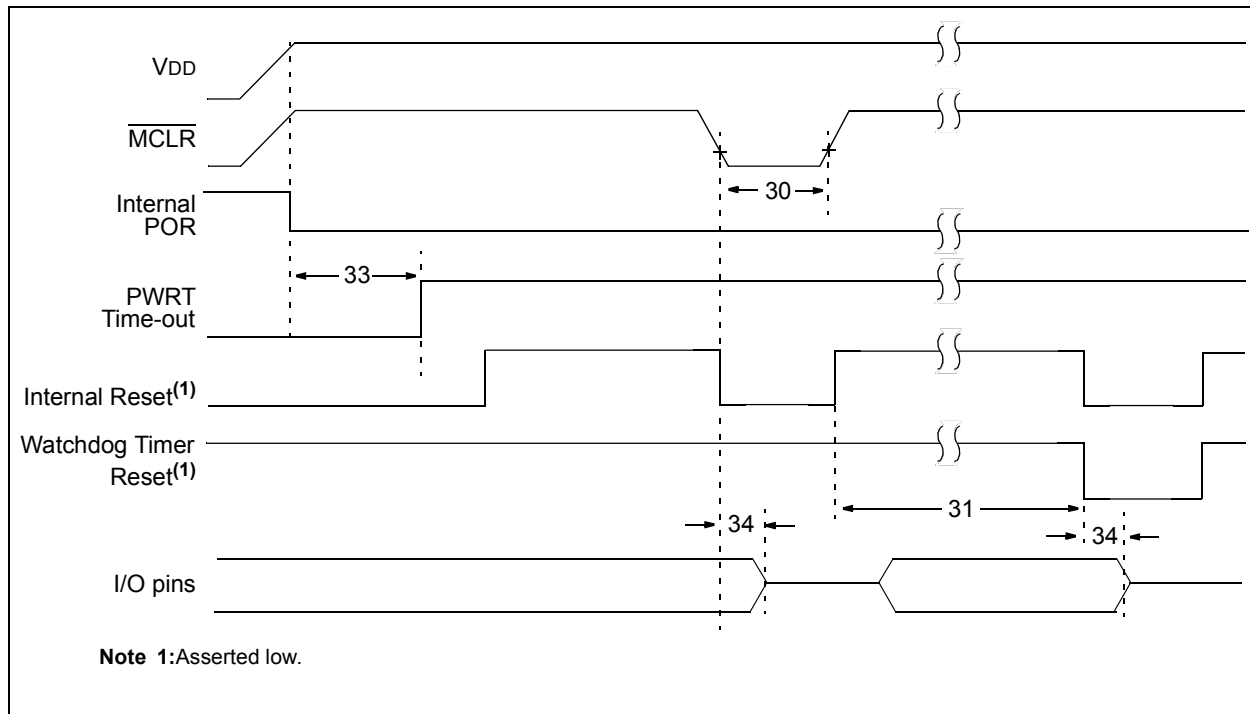 VDD
MCLR
30
Internal
POR
33
PWRT
Time-out
Internal Reset(1)
Watchdog Timer
Reset(1)
31
34
34
I/O pins
Note 1:Asserted low.